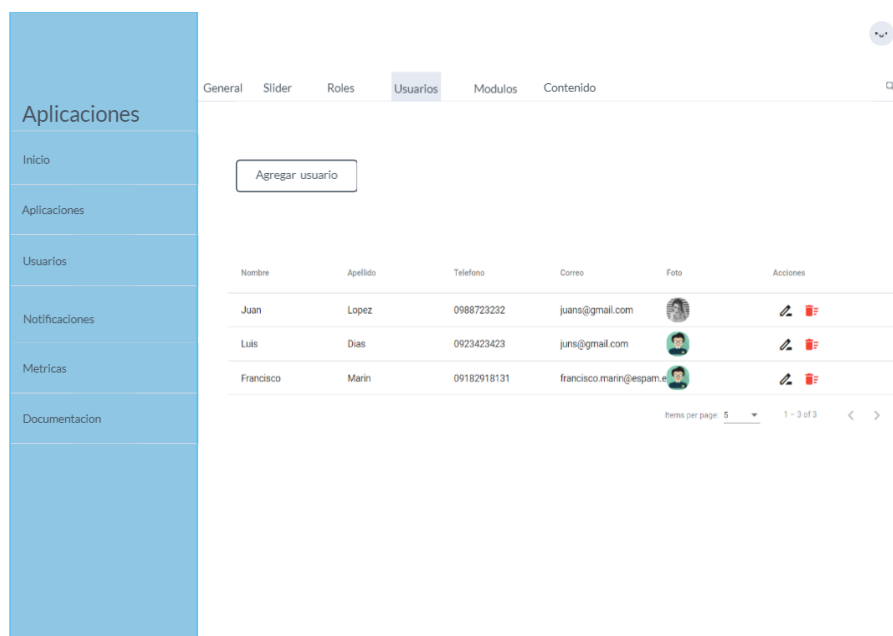 General Slider Roles Usuarios Modulos Contenido
Aplicaciones
Inicio
Aplicaciones
Usuarios
Notificaciones
Metricas
Documentacion
Agregar usuario
Nombre Apellido Telefono Correo Foto Acciones
Juan Lopez 0988723232 juans@gmail.com
Luis Dias 0923423423 juns@gmail.com
Francisco Marin 09182918131 francisco.marin@espam.e
Items per page: 5 1 – 3 of 3